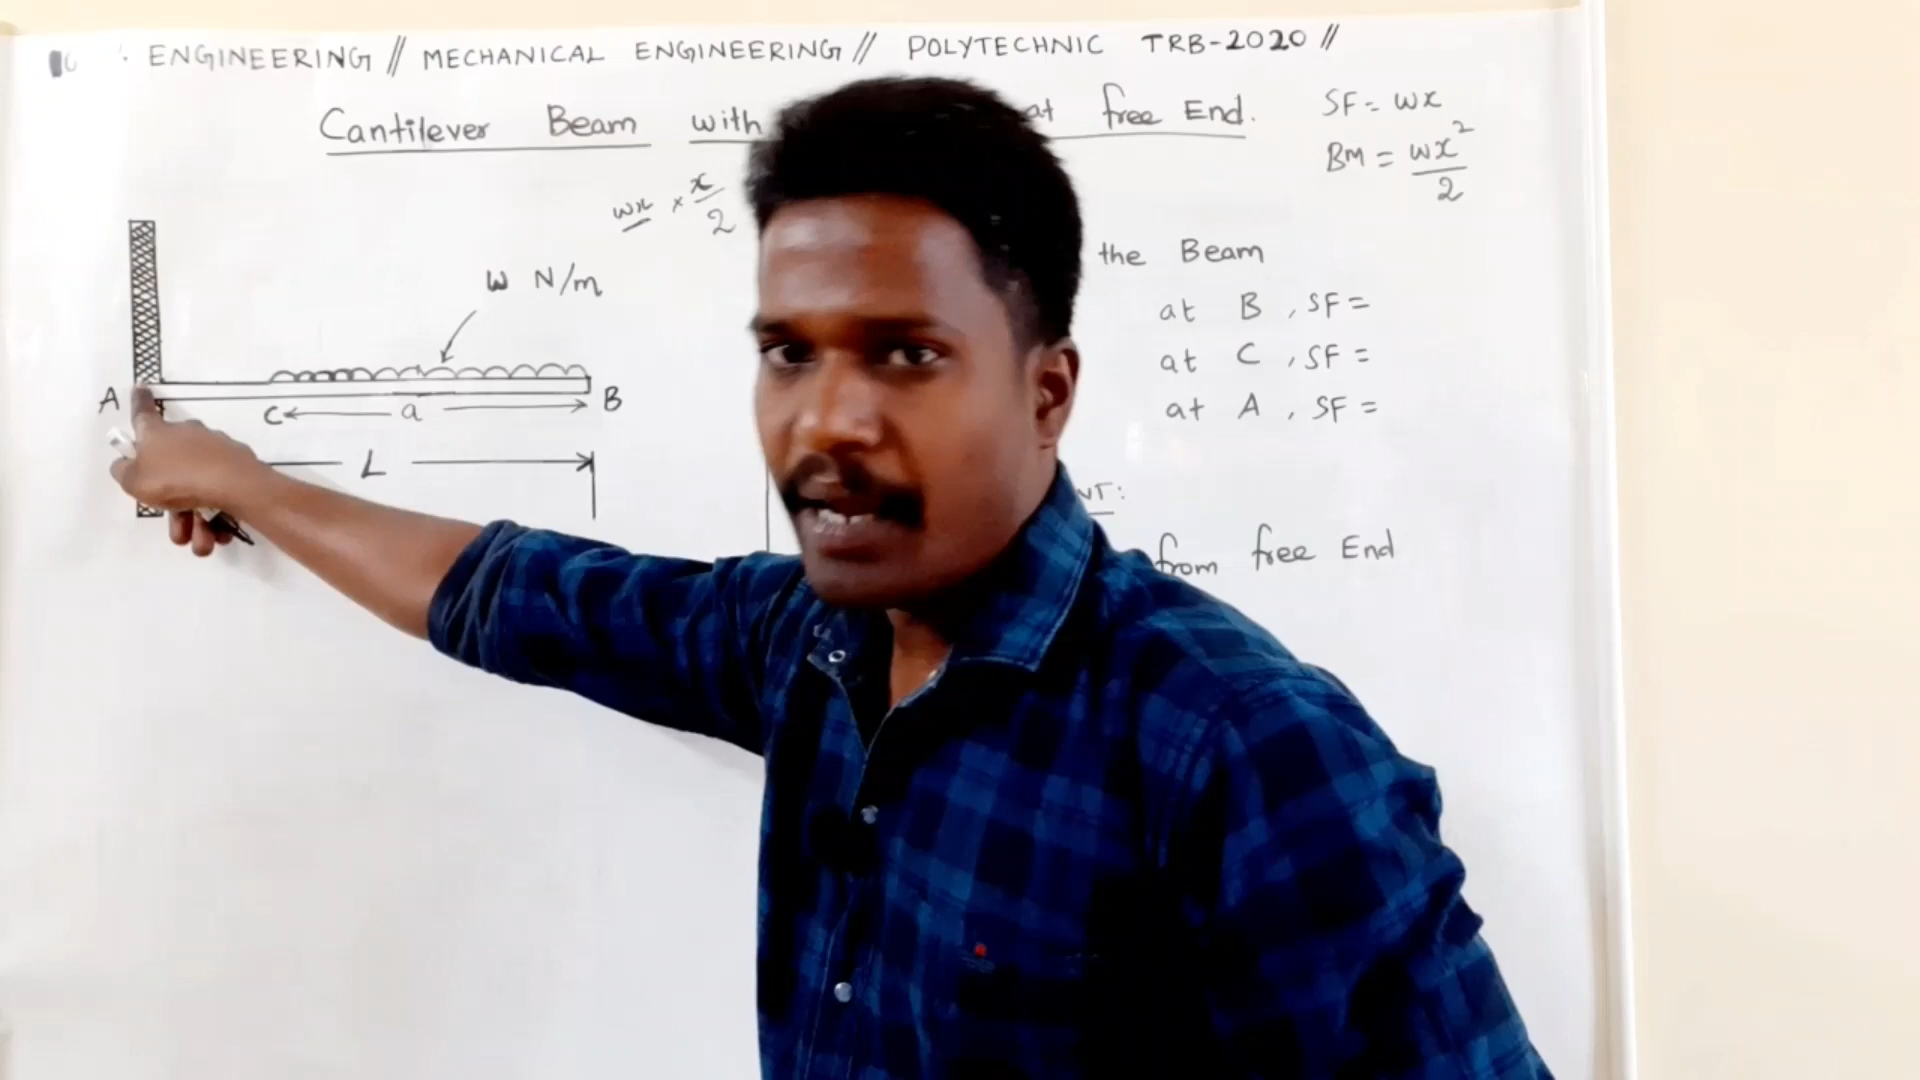 ENGINEERING // MECHANICAL ENGINEERING // POLYTECHNIC TRB-2020 //
Cantilever Beam with at free End.
SF = wx
BM = wx²/2
wx × x/2
w N/m
the Beam
at B , SF =
at C , SF =
at A , SF =
A C a B
L
from free End